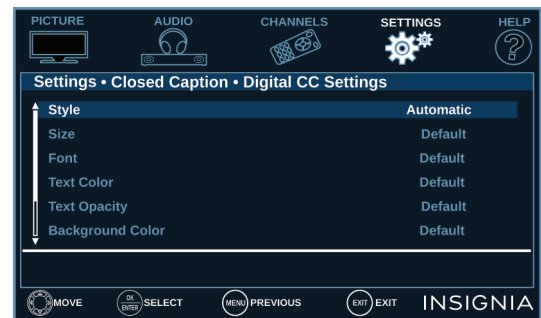 PICTURE AUDIO CHANNELS SETTINGS HELP
Settings • Closed Caption • Digital CC Settings
Style Automatic
Size Default
Font Default
Text Color Default
Text Opacity Default
Background Color Default
MOVE OK ENTER SELECT MENU PREVIOUS EXIT EXIT INSIGNIA